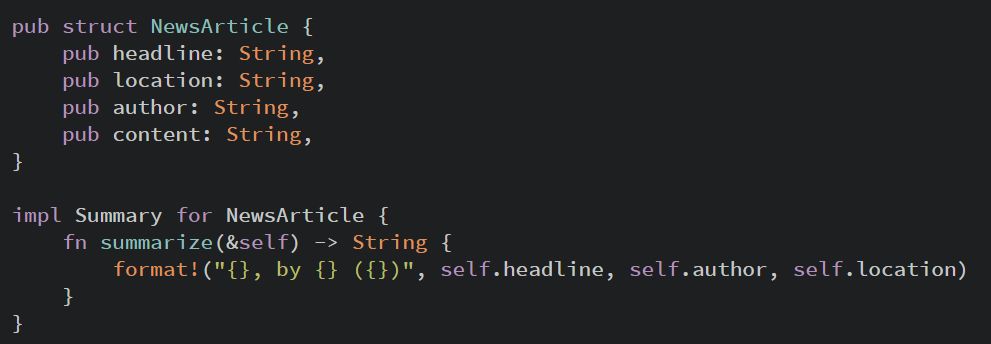 pub struct NewsArticle {
    pub headline: String,
    pub location: String,
    pub author: String,
    pub content: String,
}

impl Summary for NewsArticle {
    fn summarize(&self) -> String {
        format!("{}, by {} ({})", self.headline, self.author, self.location)
    }
}